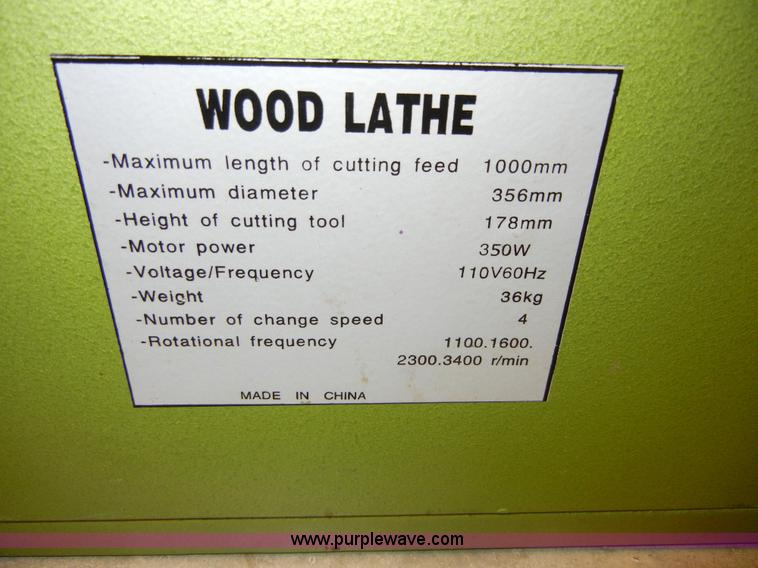 WOOD LATHE
-Maximum length of cutting feed 1000mm
-Maximum diameter 356mm
-Height of cutting tool 178mm
-Motor power 350W
-Voltage/Frequency 110V60Hz
-Weight 36kg
-Number of change speed 4
-Rotational frequency 1100.1600.
2300.3400 r/min
MADE IN CHINA
www.purplewave.com